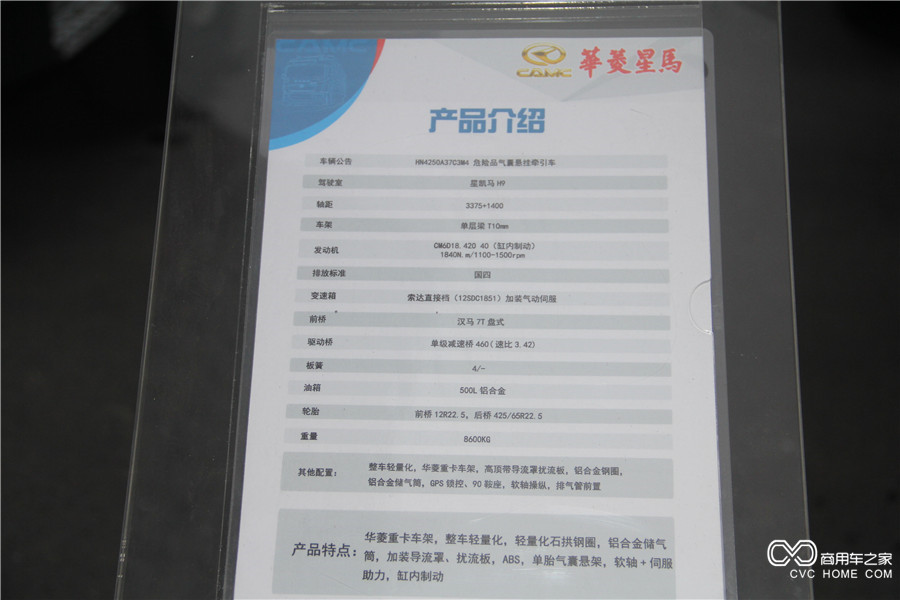 CAMC 華菱星馬
产品介绍
车辆公告 HN4250A37C3M4 危险品气囊悬挂牵引车
驾驶室 星凯马 H9
轴距 3375+1400
车架 单层梁 T10mm
发动机 CM6D18.420 40（缸内制动）
1840N.m/1100-1500rpm
排放标准 国四
变速箱 索达直接档（12SDC1851）加装气动伺服
前桥 汉马 7T 盘式
驱动桥 单级减速桥 460（速比 3.42）
板簧 4/-
油箱 500L 铝合金
轮胎 前桥 12R22.5，后桥 425/65R22.5
重量 8600KG
其他配置： 整车轻量化，华菱重卡车架，高顶带导流罩扰流板，铝合金钢圈，
铝合金储气筒，GPS 锁控、90 鞍座，软轴操纵，排气管前置
产品特点： 华菱重卡车架，整车轻量化，轻量化石拱钢圈，铝合金储气
筒，加装导流罩、扰流板，ABS，单胎气囊悬架，软轴+伺服
助力，缸内制动
商用车之家
CVC HOME COM